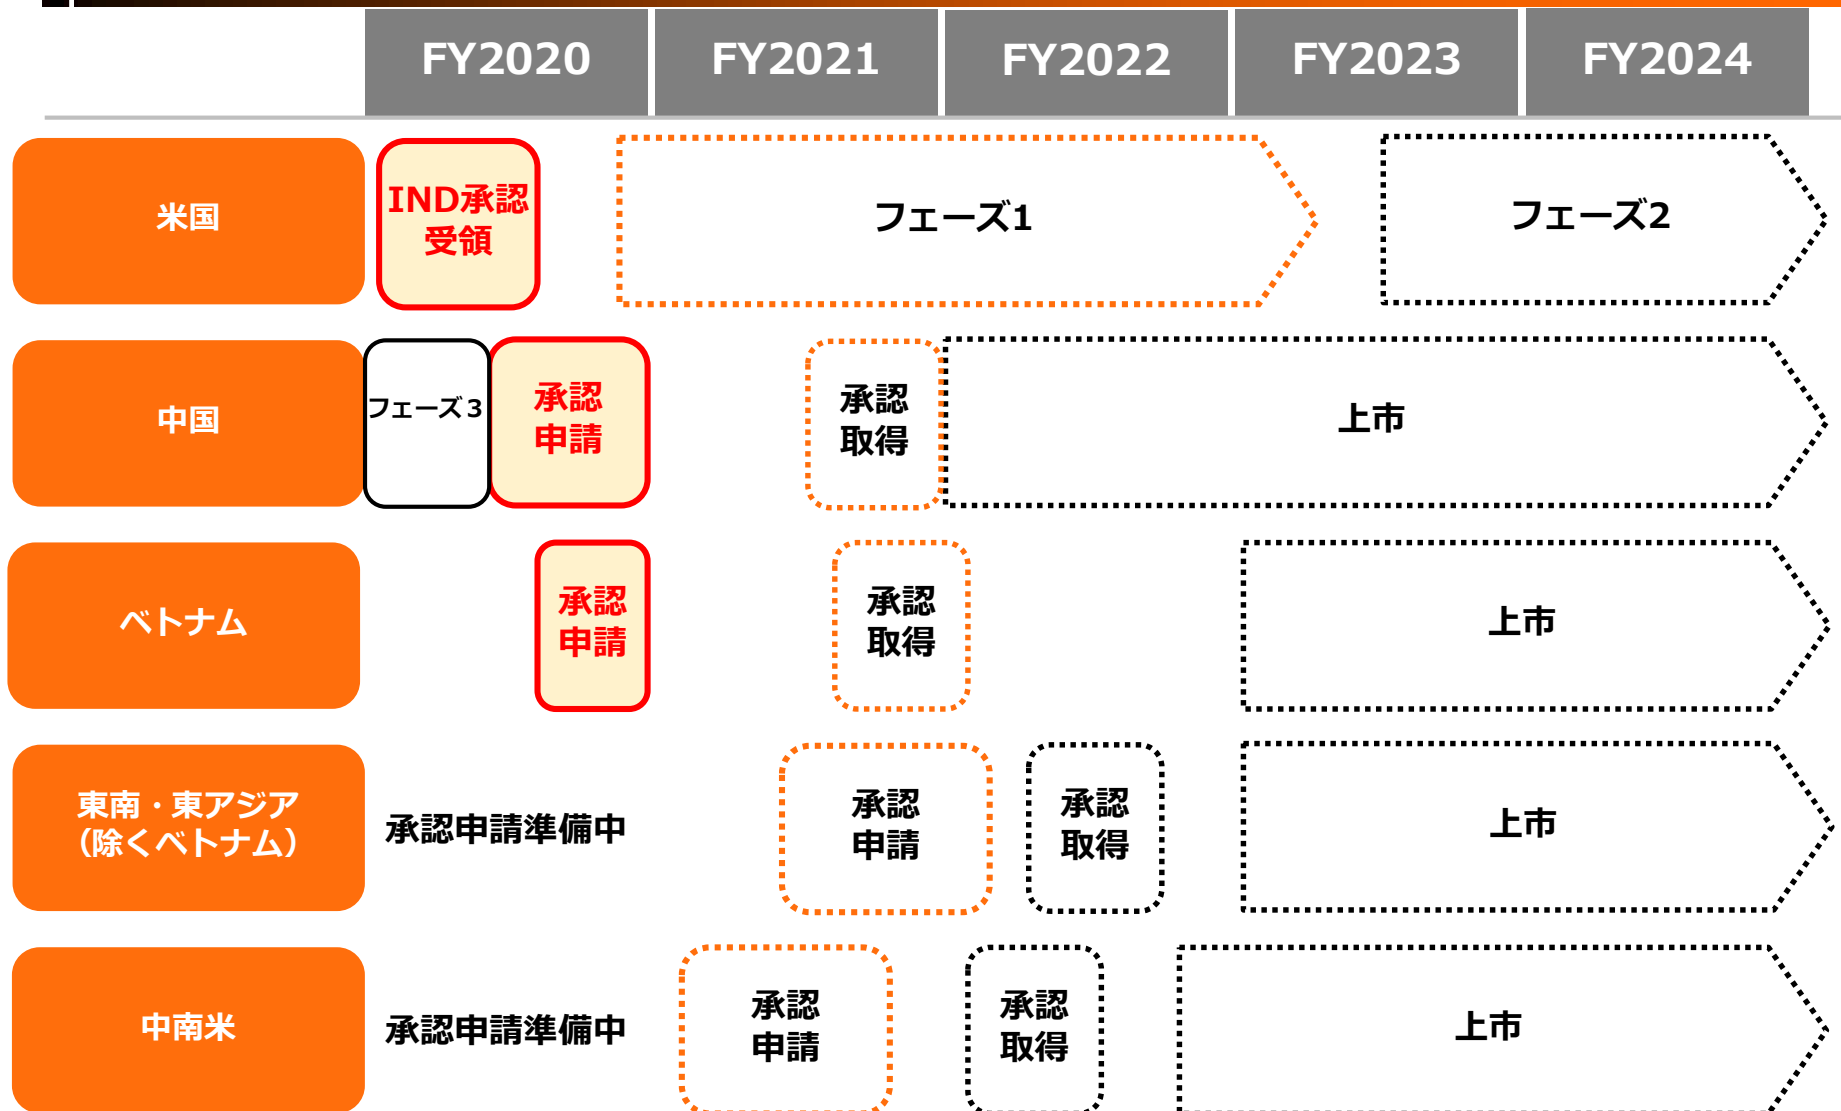 FY2020
FY2021
FY2022
FY2023
FY2024
米国
IND承認
受領
フェーズ1
フェーズ2
中国
フェーズ３
承認
申請
承認
取得
上市
ベトナム
承認
申請
承認
取得
上市
東南・東アジア
（除くベトナム）
承認申請準備中
承認
申請
承認
取得
上市
中南米
承認申請準備中
承認
申請
承認
取得
上市